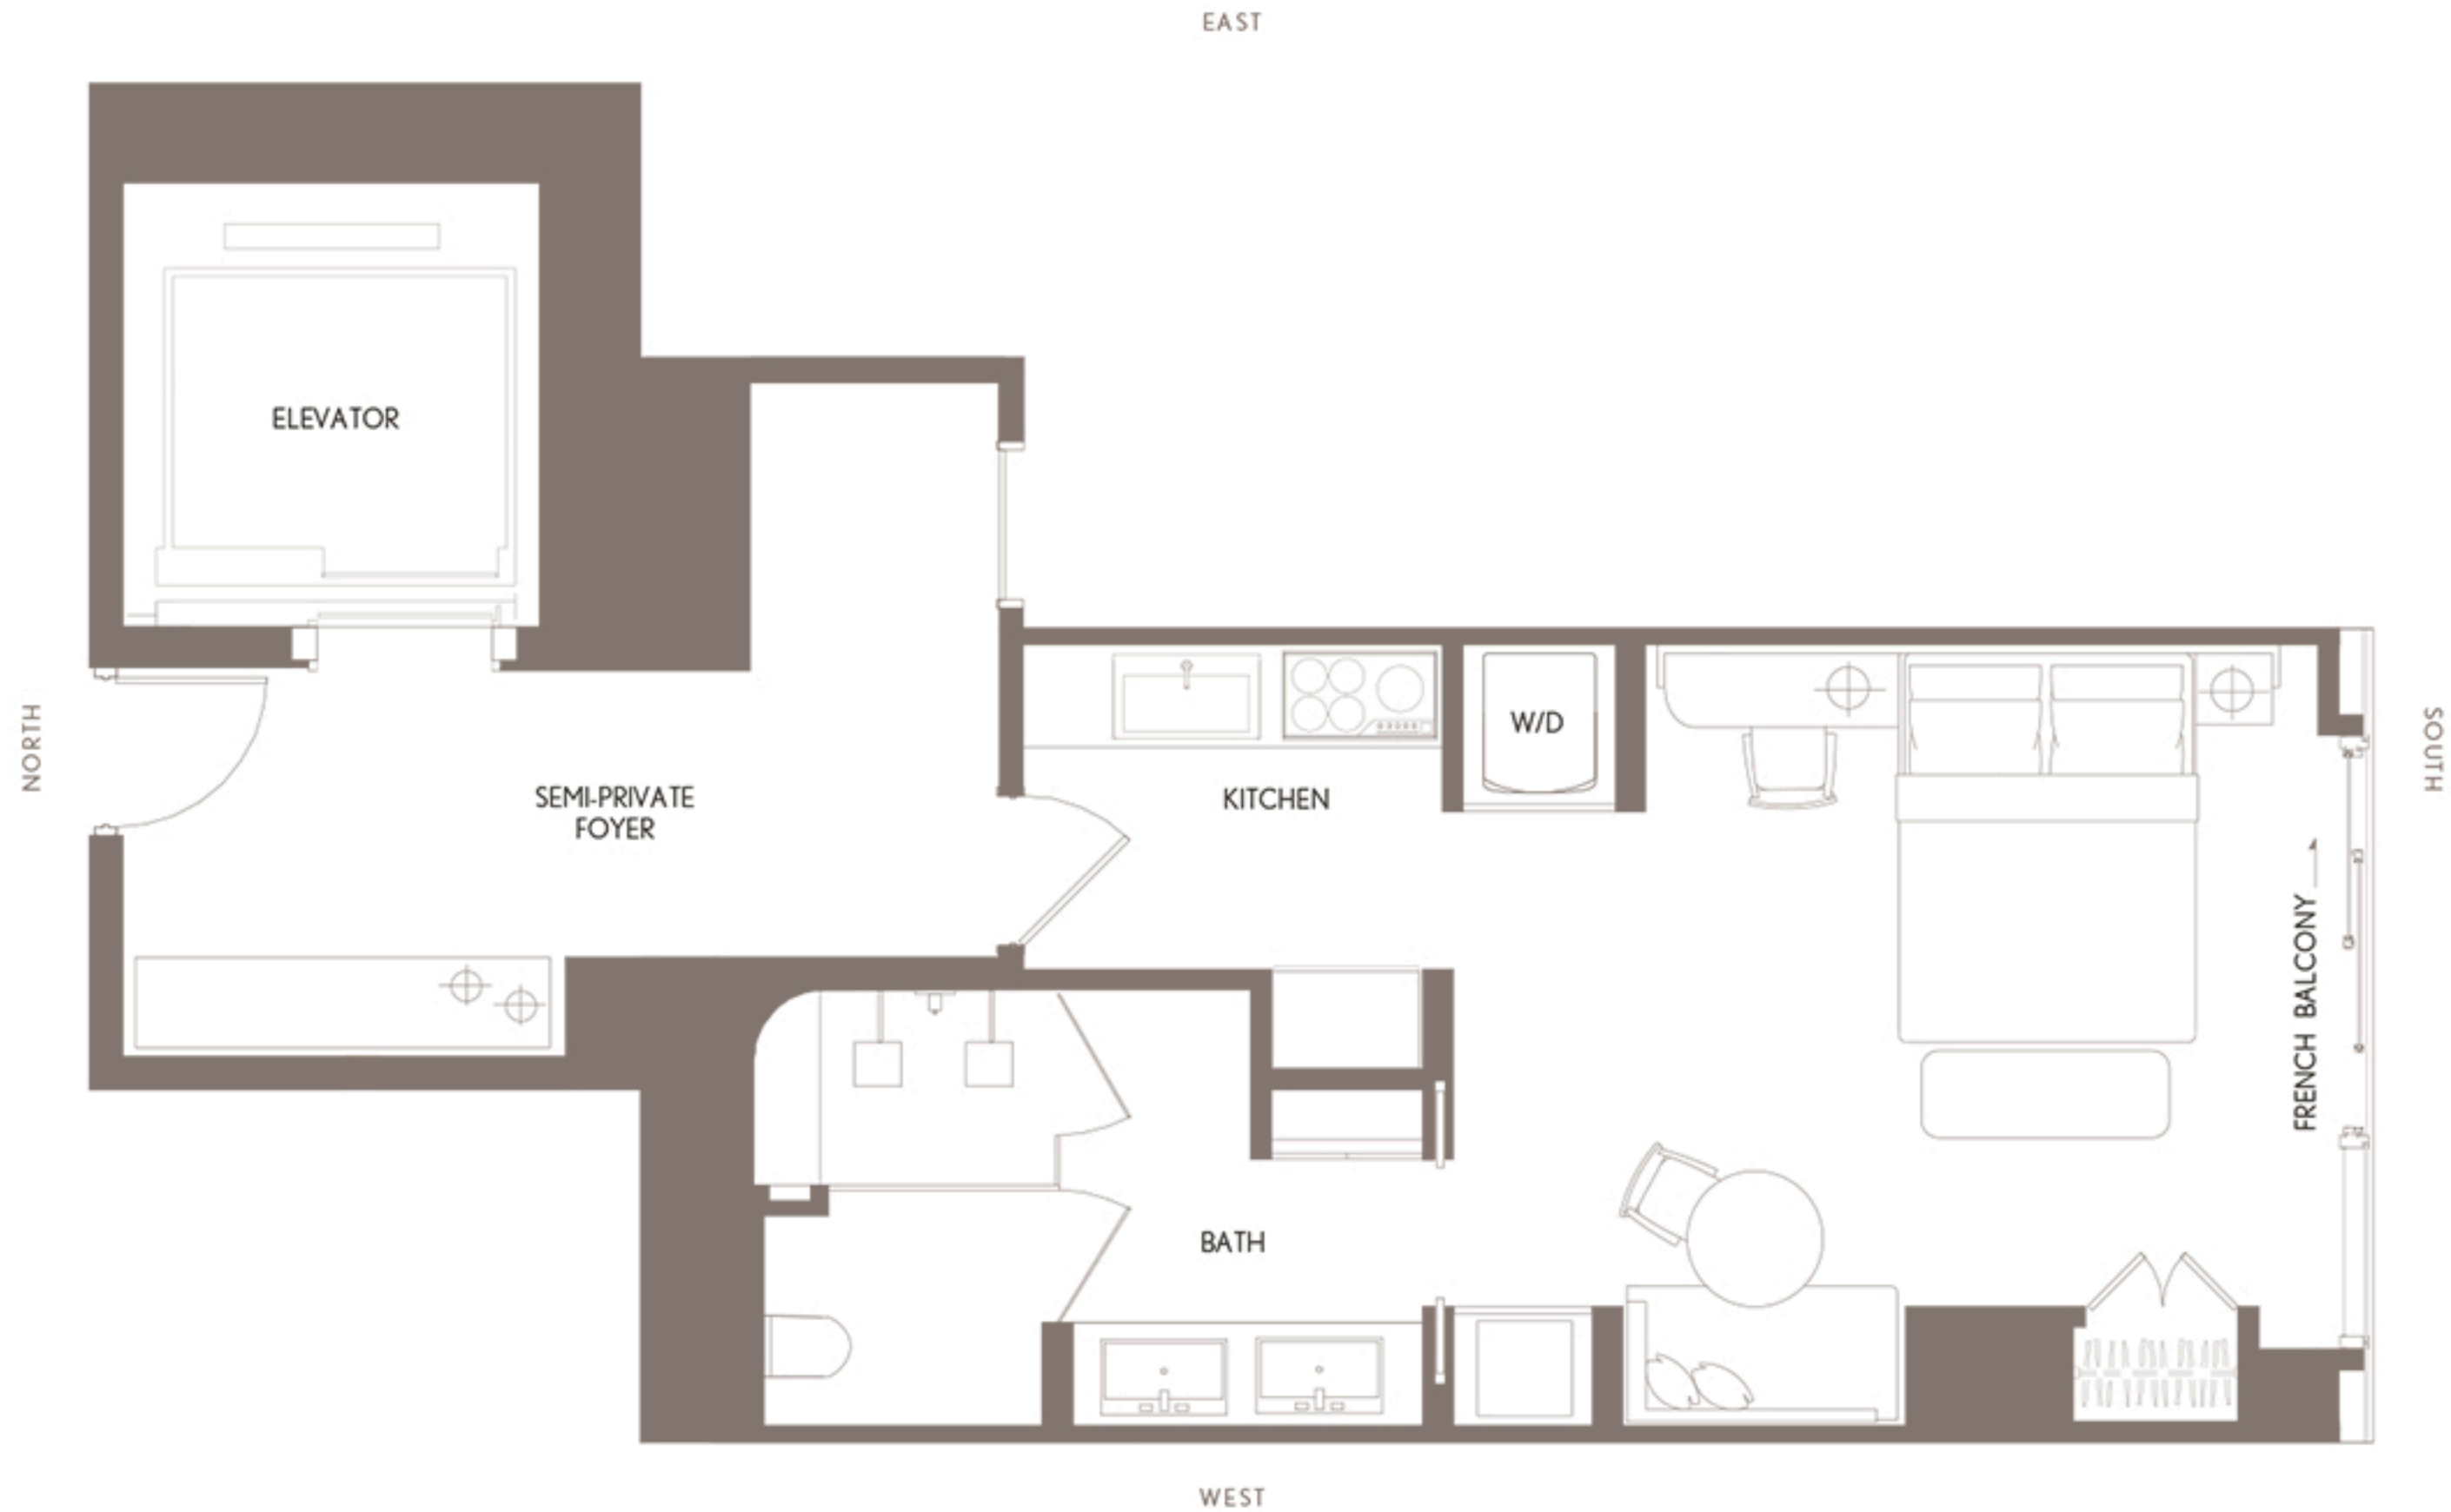 EAST
ELEVATOR
NORTH
SEMI-PRIVATE
FOYER
KITCHEN
W/D
SOUTH
FRENCH BALCONY
BATH
WEST